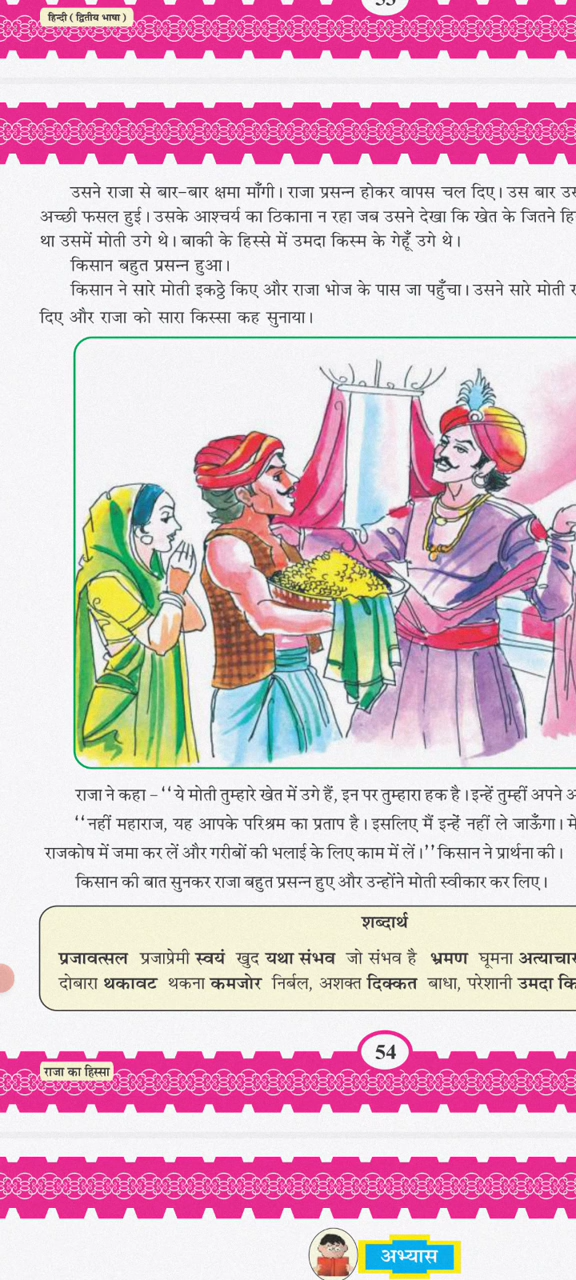 हिन्दी ( द्वितीय भाषा )
उसने राजा से बार-बार क्षमा माँगी। राजा प्रसन्न होकर वापस चल दिए। उस बार
अच्छी फसल हुई। उसके आश्चर्य का ठिकाना न रहा जब उसने देखा कि खेत के जितने
था उसमें मोती उगे थे। बाकी के हिस्से में उमदा किस्म के गेहूँ उगे थे।
किसान बहुत प्रसन्न हुआ।
किसान ने सारे मोती इकठ्ठे किए और राजा भोज के पास जा पहुँचा। उसने सारे मोती
दिए और राजा को सारा किस्सा कह सुनाया।
राजा ने कहा – ‘‘ये मोती तुम्हारे खेत में उगे हैं, इन पर तुम्हारा हक है। इन्हें तुम्हीं अपने
‘‘नहीं महाराज, यह आपके परिश्रम का प्रताप है। इसलिए मैं इन्हें नहीं ले जाऊँगा।
राजकोष में जमा कर लें और गरीबों की भलाई के लिए काम में लें।’’ किसान ने प्रार्थना की।
किसान की बात सुनकर राजा बहुत प्रसन्न हुए और उन्होंने मोती स्वीकार कर लिए।
शब्दार्थ
प्रजावत्सल प्रजाप्रेमी स्वयं खुद यथा संभव जो संभव है भ्रमण घूमना अत्याचार
दोबारा थकावट थकना कमजोर निर्बल, अशक्त दिक्कत बाधा, परेशानी उमदा
54
राजा का हिस्सा
अभ्यास